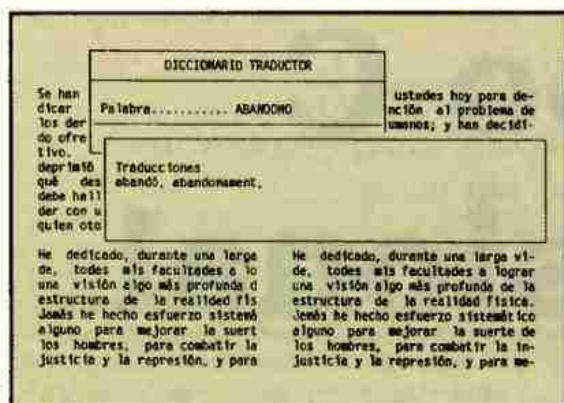 DICCIONARIO TRADUCTOR
Palabra........... ABANDONO
Traducciones
abandó, abandonament,
Se han
dicar
los der
do ofre
tivo.
deprimió
qué des
debe hall
der con u
quien oto
ustedes hoy para de-
nción al problema de
umanos; y han decidi-
He dedicado, durante una larga
de, todes mis facultades a lo
una visión algo más profunda d
estructura de la realidad fis
Jamás he hecho esfuerzo sistemá
alguno para mejorar la suert
los hombres, para combatir la
justicia y la represión, y para
He dedicado, durante una larga vi-
de, todes mis facultades a lograr
una visión algo más profunda de la
estructura de la realidad física.
Jamás he hecho esfuerzo sistemático
alguno para mejorar la suerte de
los hombres, para combatir la in-
justicia y la represión, y para me-